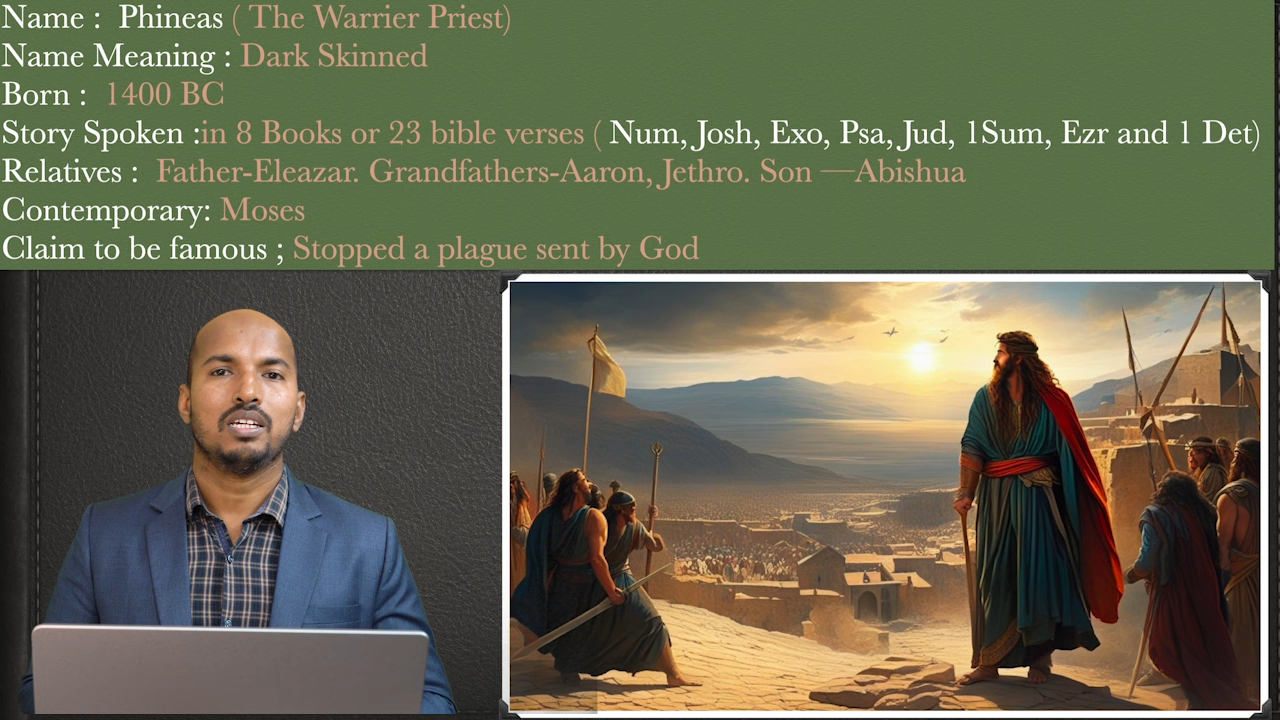 Name : Phineas ( The Warrier Priest)
Name Meaning : Dark Skinned
Born : 1400 BC
Story Spoken :in 8 Books or 23 bible verses ( Num, Josh, Exo, Psa, Jud, 1Sum, Ezr and 1 Det)
Relatives : Father-Eleazar. Grandfathers-Aaron, Jethro. Son —Abishua
Contemporary: Moses
Claim to be famous ; Stopped a plague sent by God